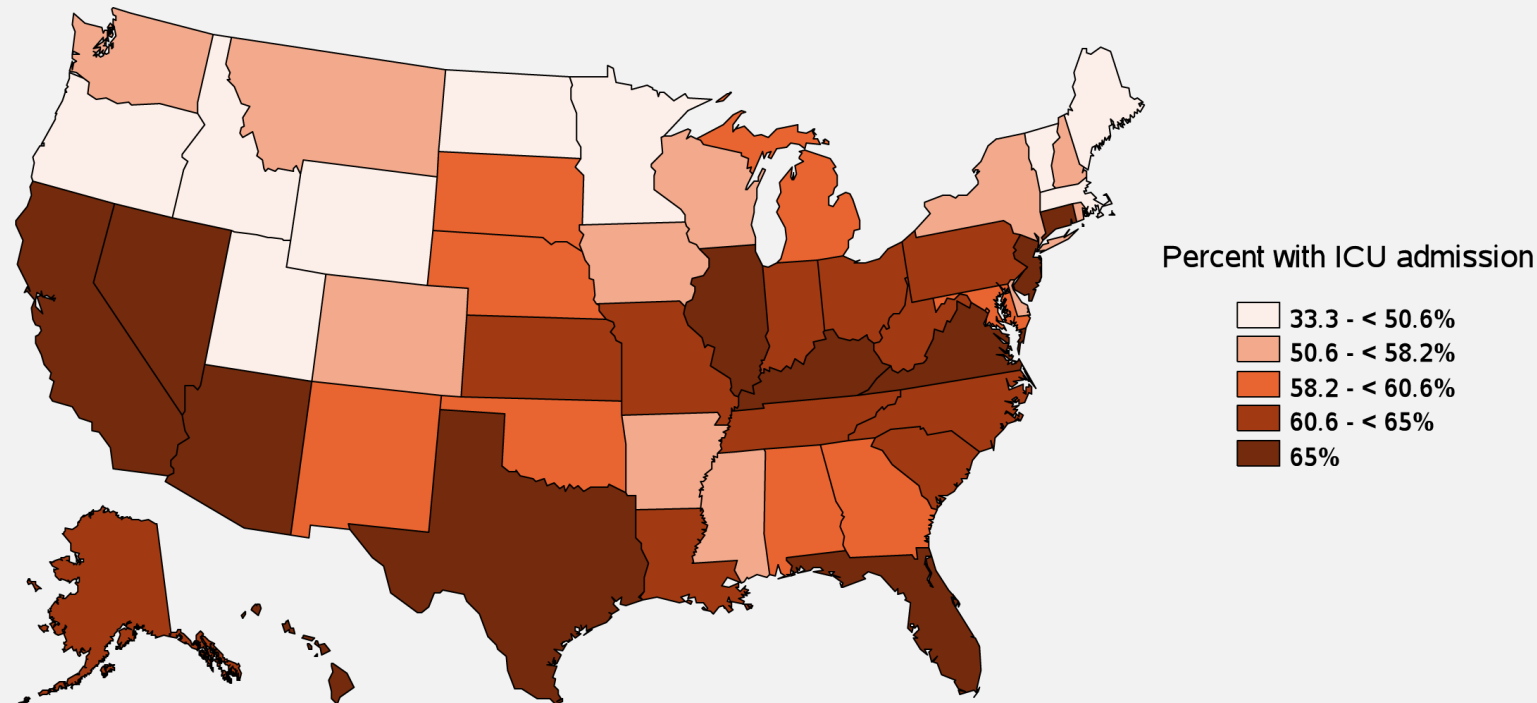 Percent with ICU admission
33.3 - < 50.6%
50.6 - < 58.2%
58.2 - < 60.6%
60.6 - < 65%
65%